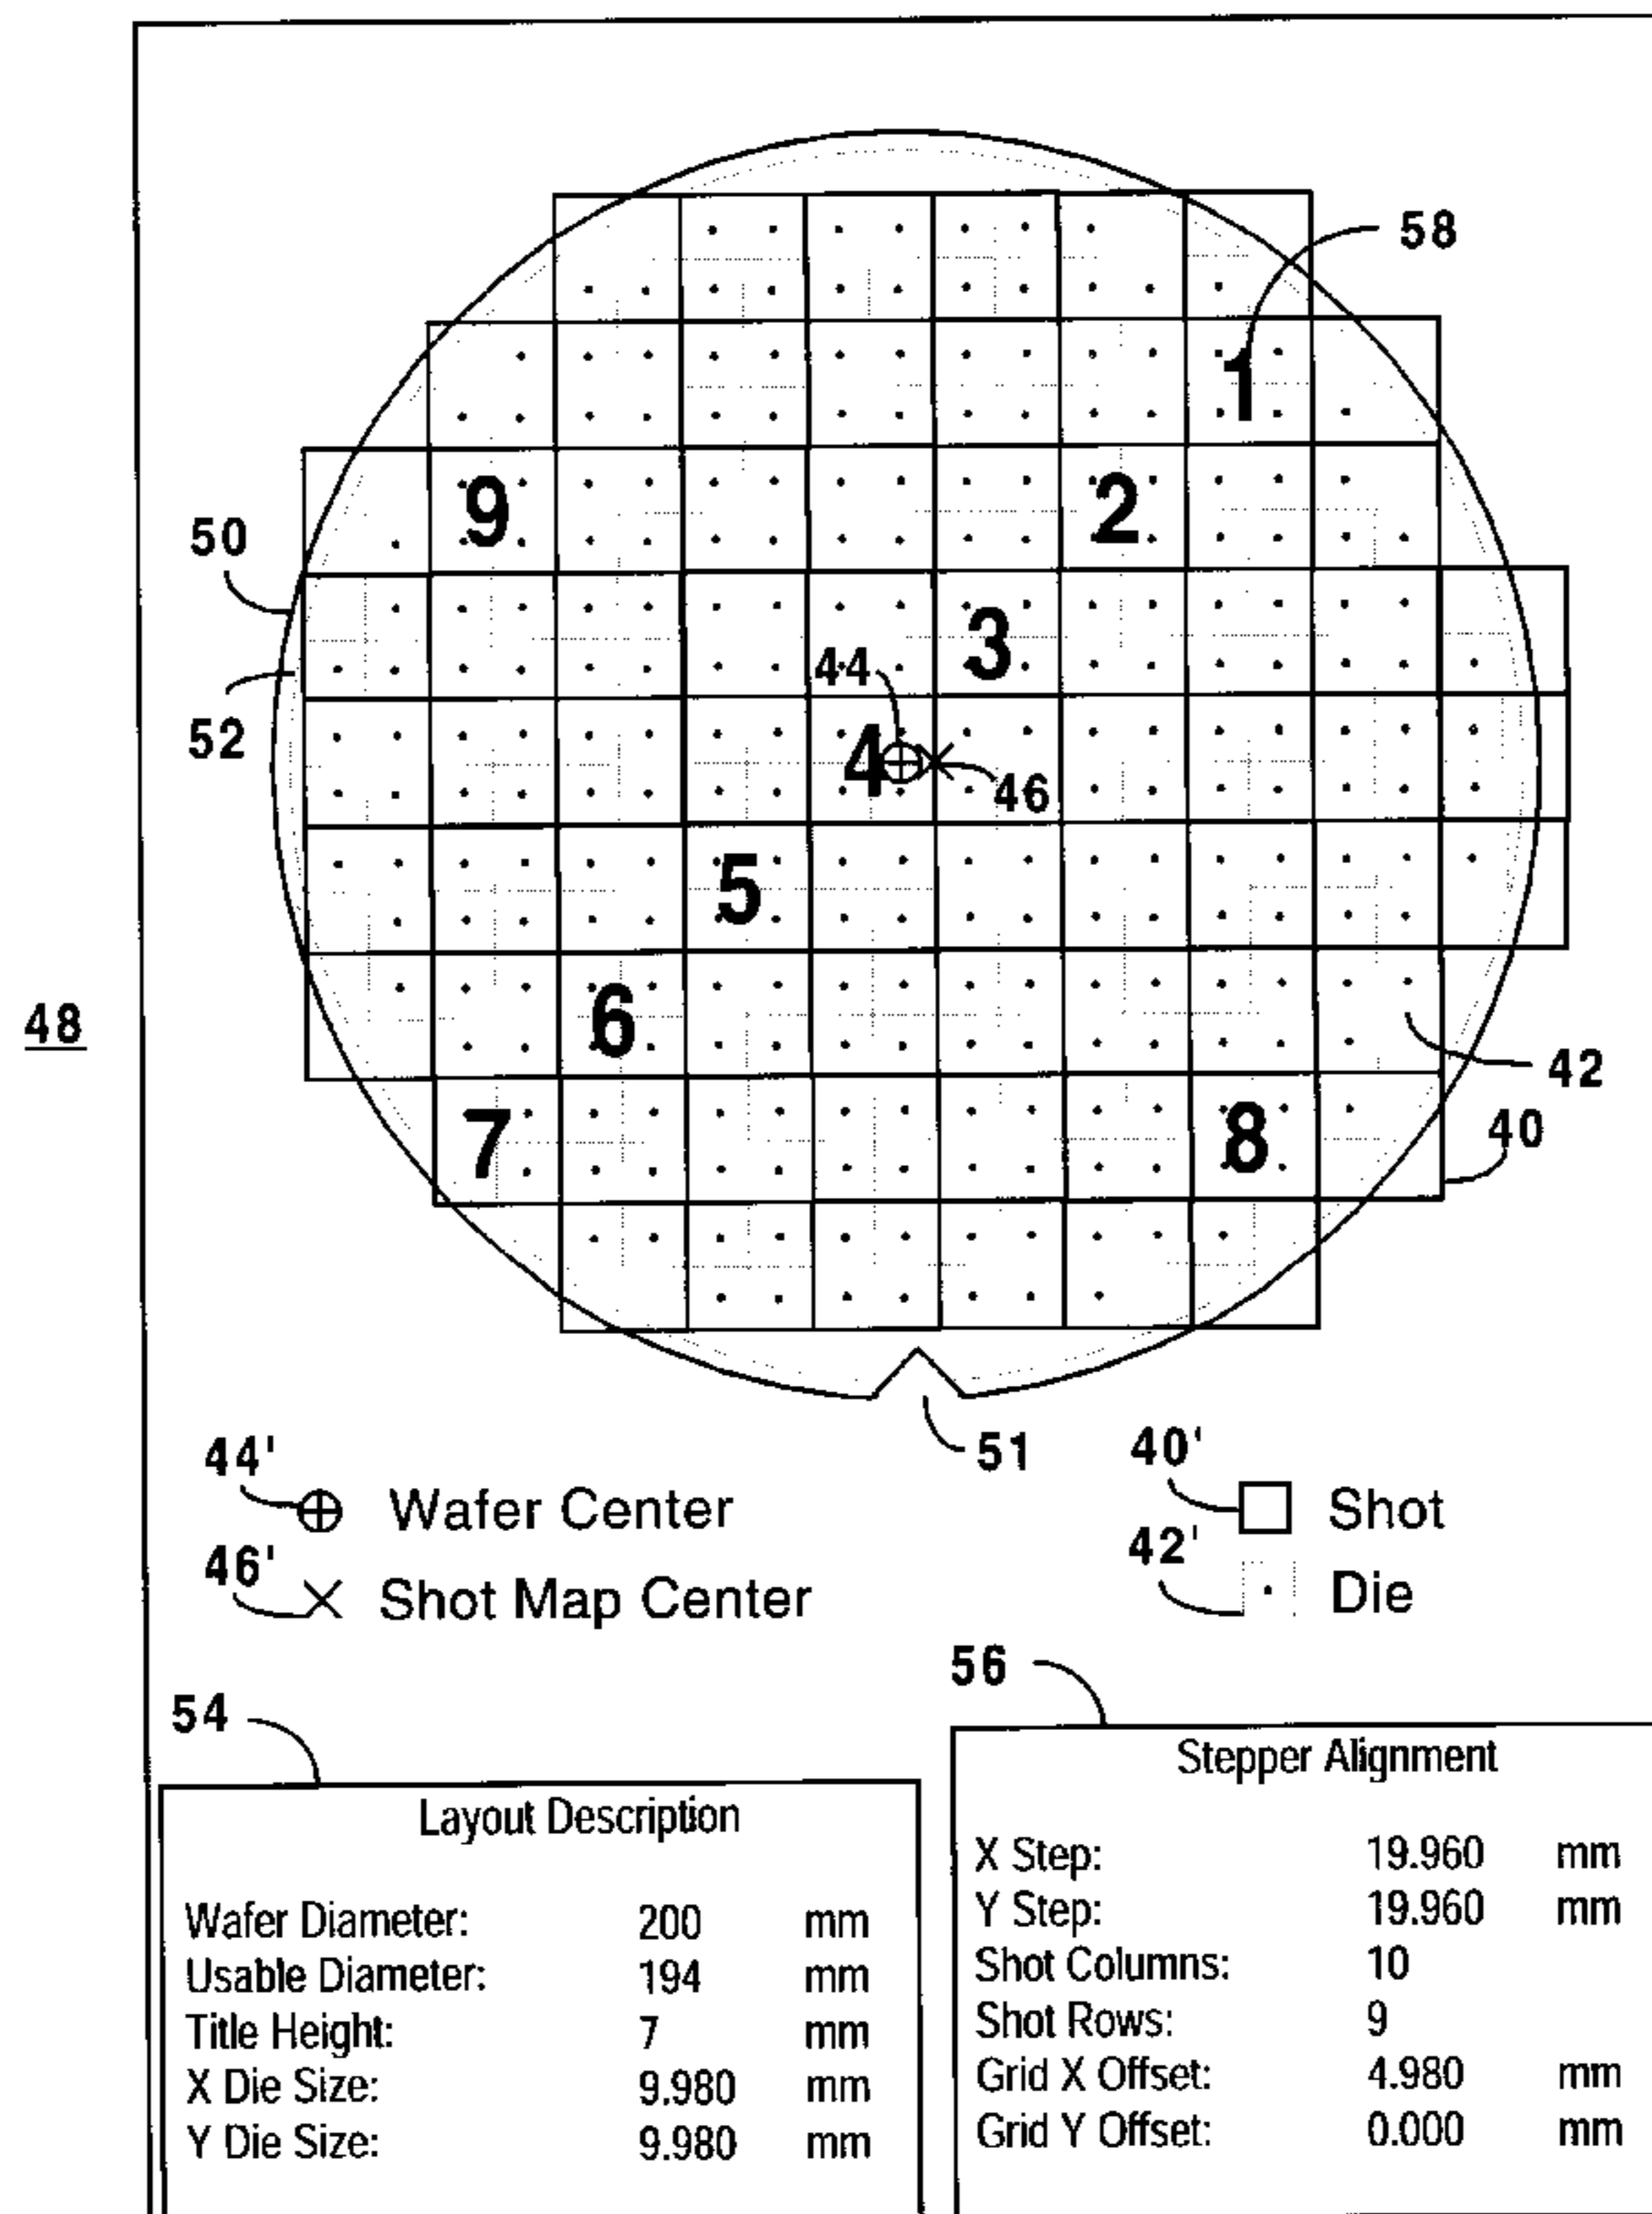 58
1
9
2
50
3
44
52
4
46
5
48
6
42
7
8
40
51
44' Wafer Center
40' Shot
46' Shot Map Center
42' Die
54
Layout Description
Wafer Diameter: 200 mm
Usable Diameter: 194 mm
Title Height: 7 mm
X Die Size: 9.980 mm
Y Die Size: 9.980 mm
56
Stepper Alignment
X Step: 19.960 mm
Y Step: 19.960 mm
Shot Columns: 10
Shot Rows: 9
Grid X Offset: 4.980 mm
Grid Y Offset: 0.000 mm